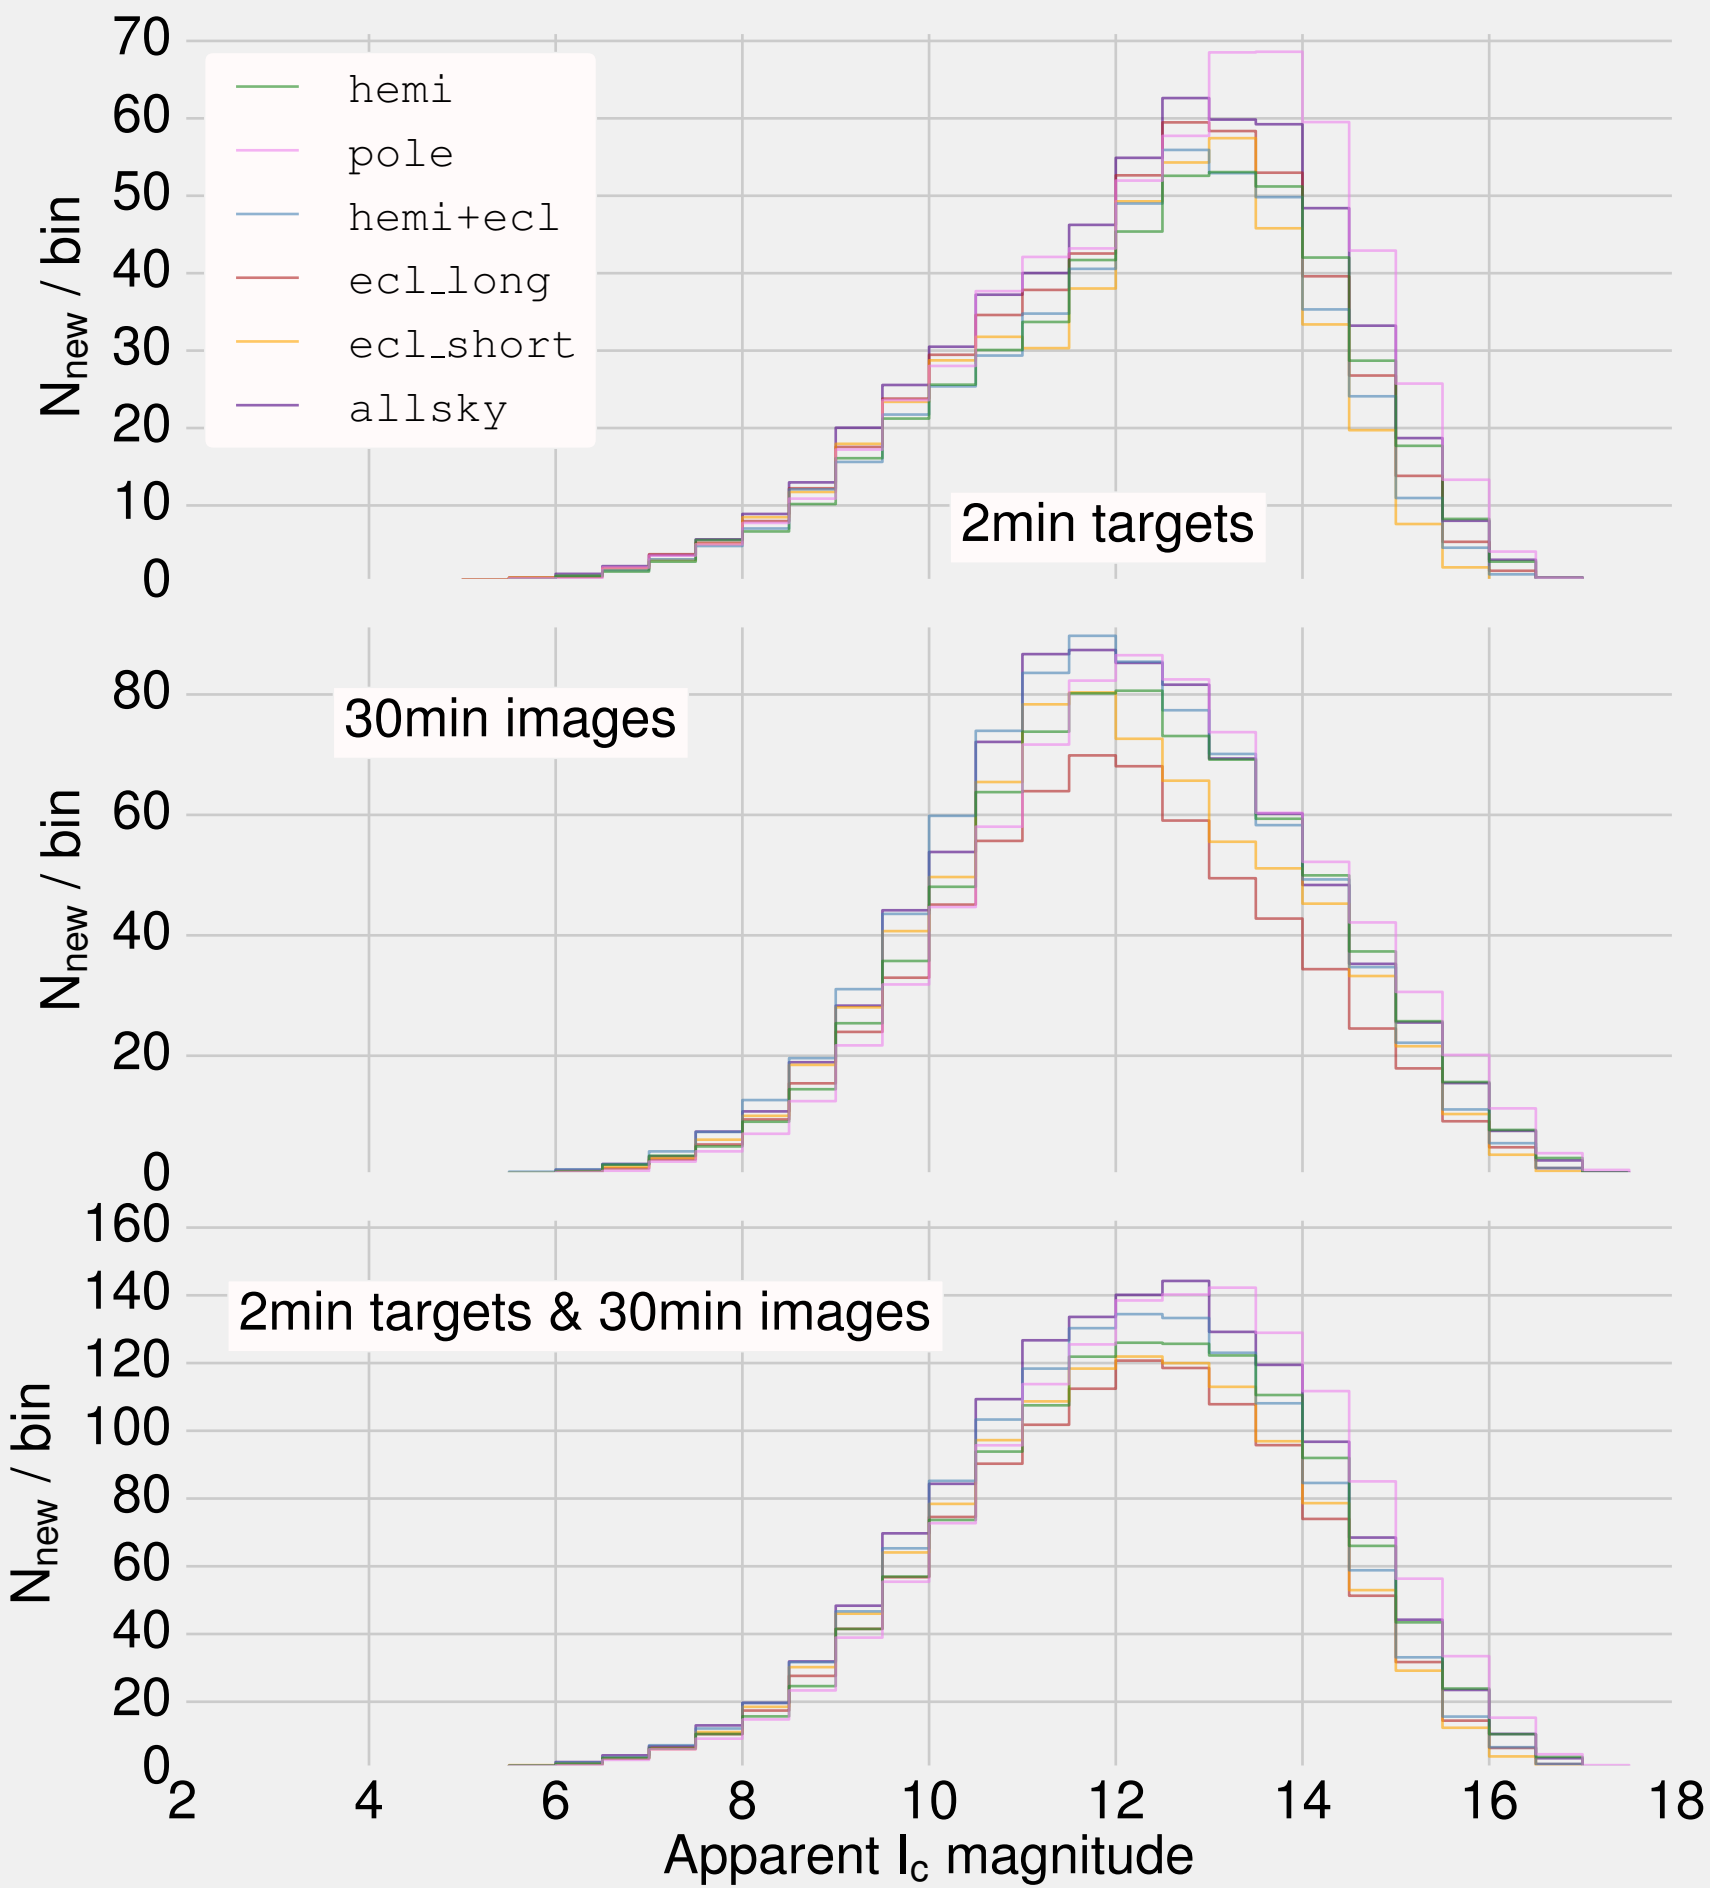 70
60
50
40
30
20
10
0
N_new / bin
hemi
pole
hemi+ecl
ecl_long
ecl_short
allsky
2min targets
80
60
40
20
0
N_new / bin
30min images
160
140
120
100
80
60
40
20
0
N_new / bin
2min targets & 30min images
2 4 6 8 10 12 14 16 18
Apparent I_c magnitude